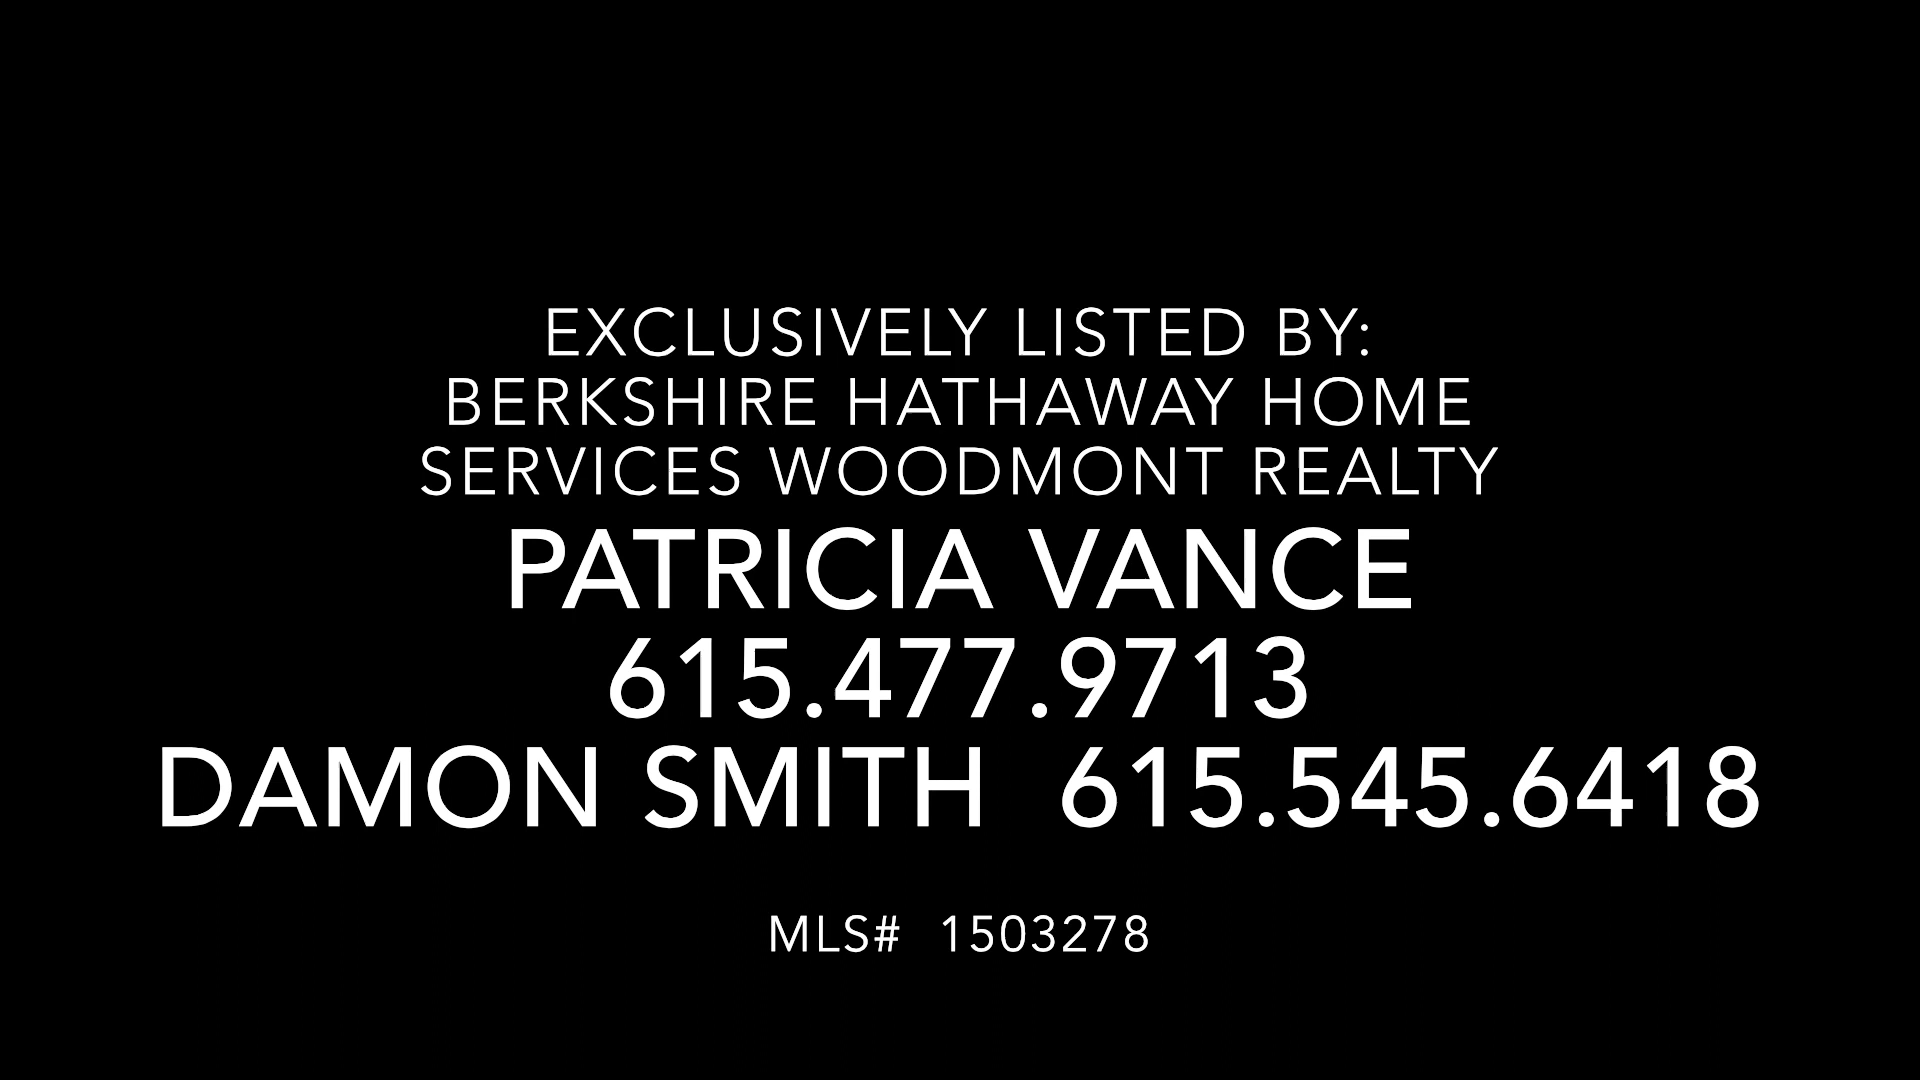 EXCLUSIVELY LISTED BY:
BERKSHIRE HATHAWAY HOME
SERVICES WOODMONT REALTY
PATRICIA VANCE
615.477.9713
DAMON SMITH 615.545.6418
MLS# 1503278